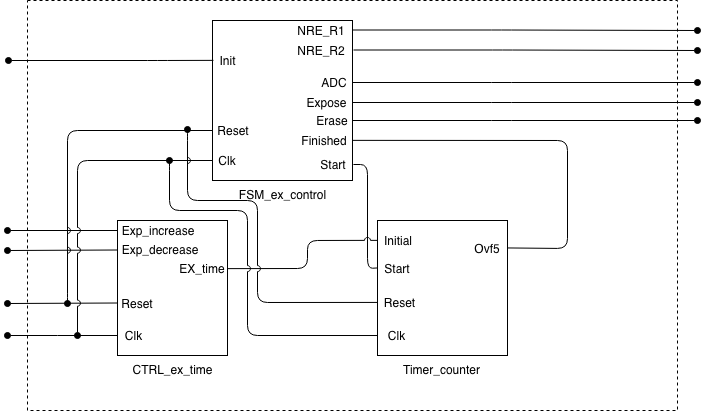 NRE_R1
NRE_R2
Init
ADC
Expose
Erase
Reset
Finished
Clk
Start
FSM_ex_control
Exp_increase
Exp_decrease
EX_time
Reset
Clk
CTRL_ex_time
Initial
Ovf5
Start
Reset
Clk
Timer_counter